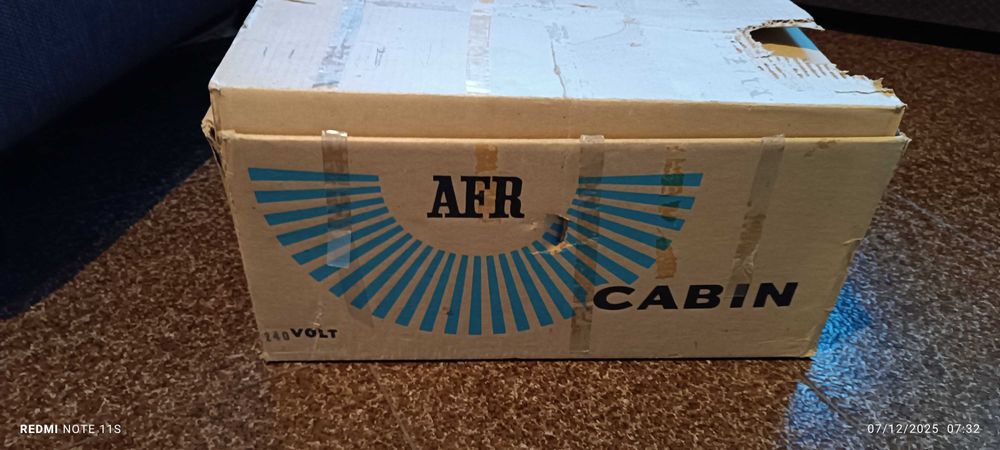 AFR
CABIN
240 VOLT
REDMI NOTE 11S
07/12/2025 07:32